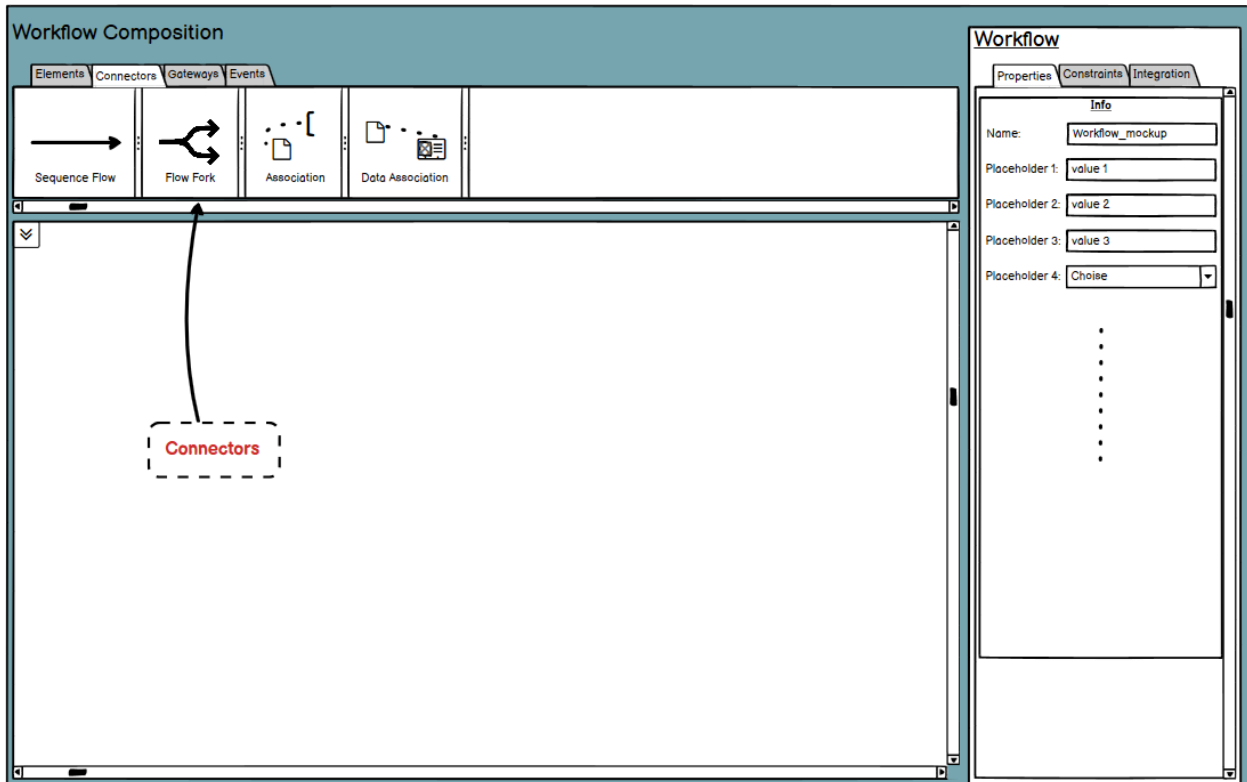 Workflow Composition
Elements Connectors Gateways Events
Sequence Flow
Flow Fork
Association
Data Association
Connectors
Workflow
Properties Constraints Integration
Info
Name: Workflow_mockup
Placeholder 1: value 1
Placeholder 2: value 2
Placeholder 3: value 3
Placeholder 4: Choise